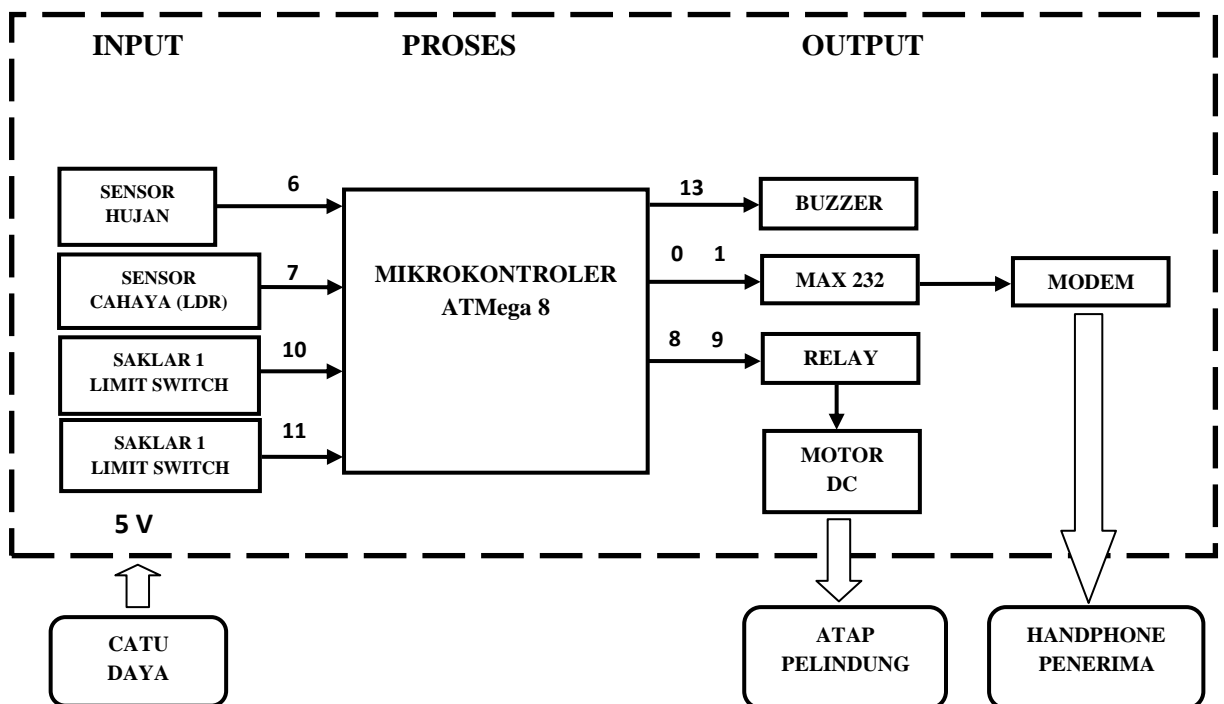 INPUT
PROSES
OUTPUT
SENSOR
HUJAN
6
SENSOR
CAHAYA (LDR)
7
SAKLAR 1
LIMIT SWITCH
10
SAKLAR 1
LIMIT SWITCH
11
5 V
CATU
DAYA
MIKROKONTROLER
ATMega 8
13
BUZZER
0 1
MAX 232
MODEM
8 9
RELAY
MOTOR
DC
ATAP
PELINDUNG
HANDPHONE
PENERIMA